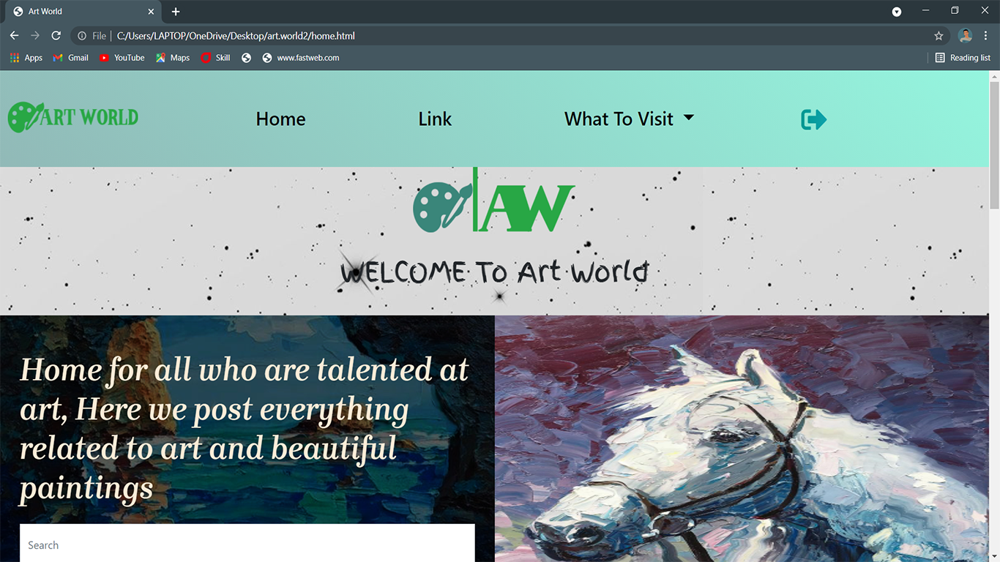 Art World
File
C:/Users/LAPTOP/OneDrive/Desktop/art.world2/home.html
Apps
Gmail
YouTube
Maps
Skill
www.fastweb.com
Reading list
ART WORLD
Home
Link
What To Visit
AW
WELCOME To Art World
Home for all who are talented at
art, Here we post everything
related to art and beautiful
paintings
Search